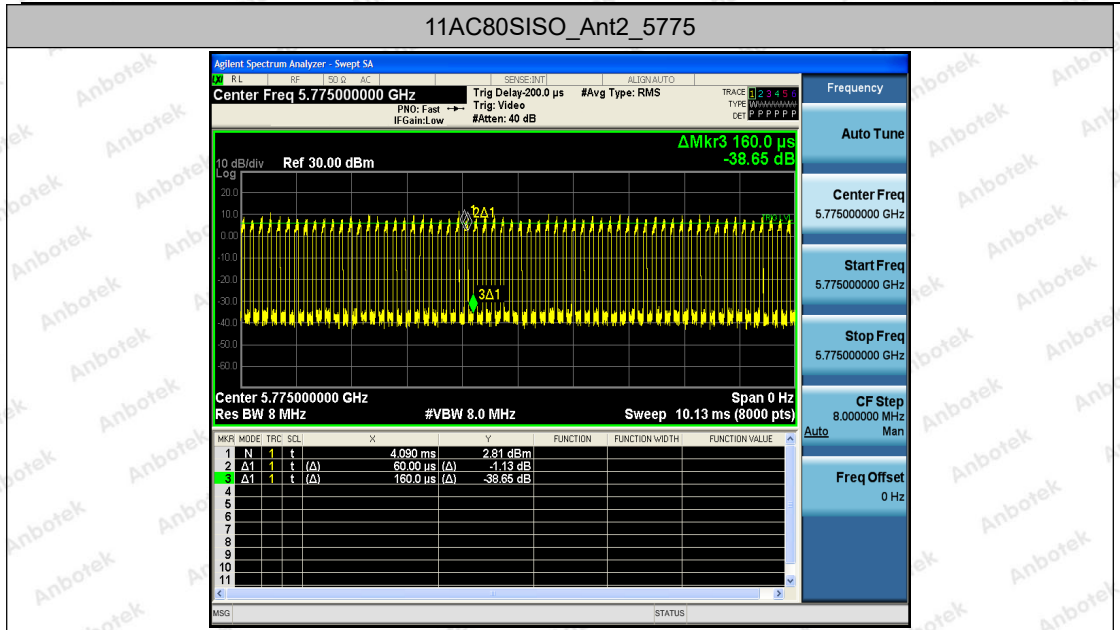 11AC80SISO_Ant2_5775
Agilent Spectrum Analyzer - Swept SA
LXI RL RF 50 Ω AC SENSE:INT ALIGNAUTO
Center Freq 5.775000000 GHz
PNO: Fast
IFGain:Low
Trig Delay-200.0 µs
Trig: Video
#Atten: 40 dB
#Avg Type: RMS
TRACE 1 2 3 4 5 6
TYPE WWWWWW
DET P P P P P P
ΔMkr3 160.0 µs
-38.65 dB
10 dB/div Ref 30.00 dBm
Log
20.0
10.0
0.00
-10.0
-20.0
-30.0
-40.0
-50.0
-60.0
2Δ1
3Δ1
Center 5.775000000 GHz Span 0 Hz
Res BW 8 MHz #VBW 8.0 MHz Sweep 10.13 ms (8000 pts)
MKR MODE TRC SCL X Y FUNCTION FUNCTION WIDTH FUNCTION VALUE
1 N 1 t 4.090 ms 2.81 dBm
2 Δ1 1 t (Δ) 60.00 µs (Δ) -1.13 dB
3 Δ1 1 t (Δ) 160.0 µs (Δ) -38.65 dB
4
5
6
7
8
9
10
11
MSG STATUS
Frequency
Auto Tune
Center Freq
5.775000000 GHz
Start Freq
5.775000000 GHz
Stop Freq
5.775000000 GHz
CF Step
8.000000 MHz
Auto Man
Freq Offset
0 Hz
Anbotek